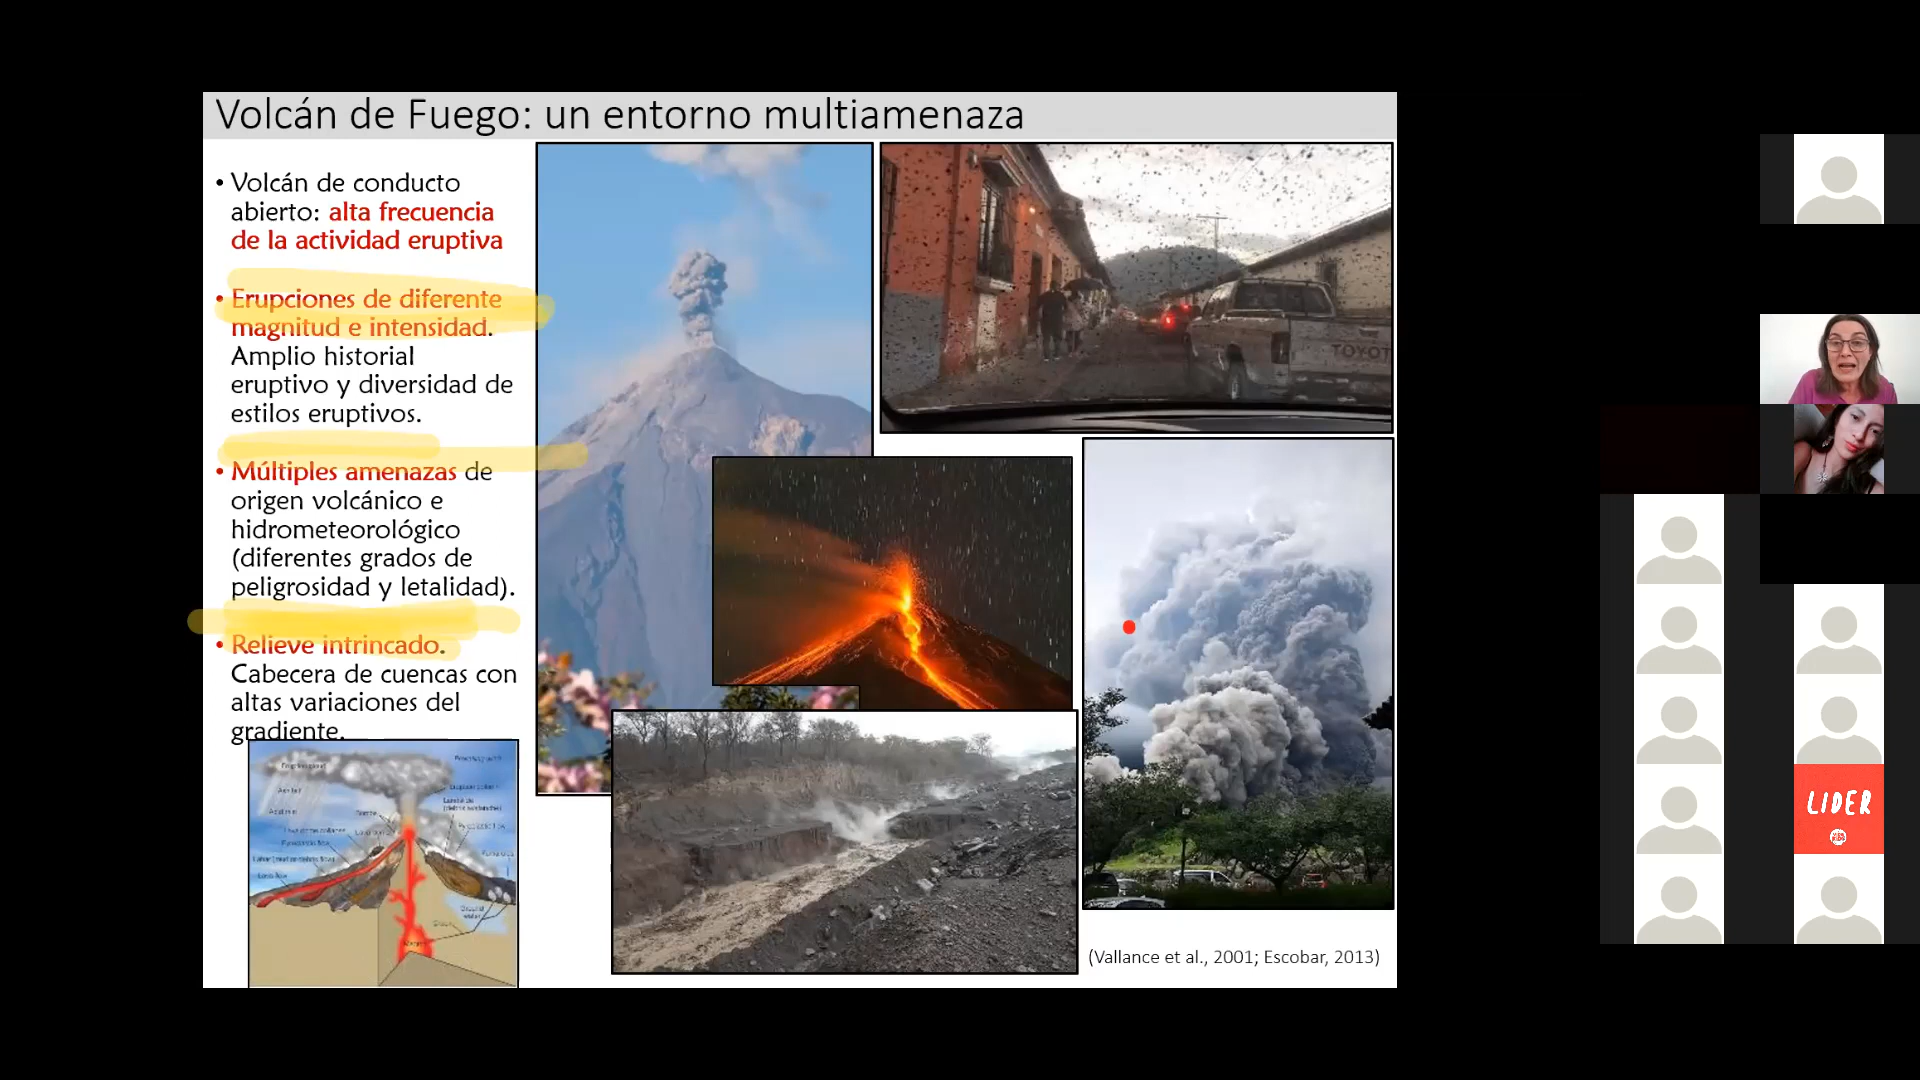 Volcán de Fuego: un entorno multiamenaza
• Volcán de conducto
abierto: alta frecuencia
de la actividad eruptiva
• Erupciones de diferente
magnitud e intensidad.
Amplio historial
eruptivo y diversidad de
estilos eruptivos.
• Múltiples amenazas de
origen volcánico e
hidrometeorológico
(diferentes grados de
peligrosidad y letalidad).
• Relieve intrincado.
Cabecera de cuencas con
altas variaciones del
gradiente.
TOYOT
(Vallance et al., 2001; Escobar, 2013)
LIDER